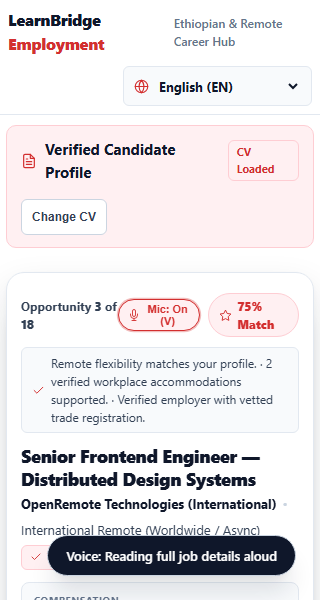 LearnBridge
Employment
Ethiopian & Remote
Career Hub
English (EN)
Verified Candidate
Profile
CV
Loaded
Change CV
Opportunity 3 of
18
Mic: On
(V)
75%
Match
Remote flexibility matches your profile. · 2
verified workplace accommodations
supported. · Verified employer with vetted
trade registration.
Senior Frontend Engineer —
Distributed Design Systems
OpenRemote Technologies (International) •
International Remote (Worldwide / Async)
Voice: Reading full job details aloud
COMPENSATION